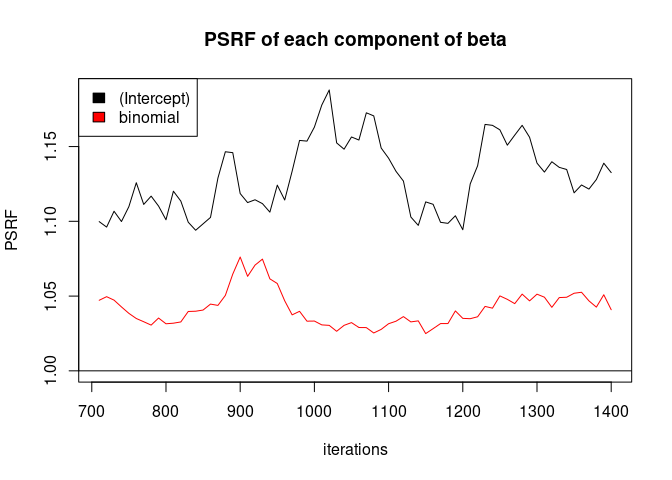 PSRF of each component of beta
(Intercept)
binomial
PSRF
1.15
1.10
1.05
1.00
700 800 900 1000 1100 1200 1300 1400
iterations